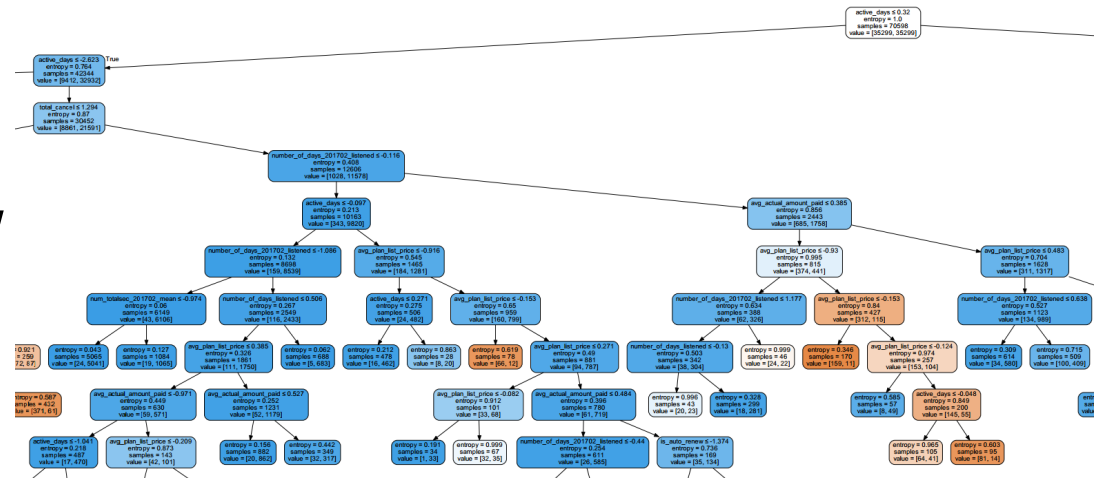 active_days ≤ 0.32
entropy = 1.0
samples = 70598
value = [35299, 35299]
True
active_days ≤ -2.623
entropy = 0.764
samples = 42344
value = [9412, 32932]
total_cancel ≤ 1.294
entropy = 0.87
samples = 30452
value = [8861, 21591]
number_of_days_201702_listened ≤ -0.116
entropy = 0.408
samples = 12606
value = [1028, 11578]
active_days ≤ -0.097
entropy = 0.213
samples = 10163
value = [343, 9820]
avg_actual_amount_paid ≤ 0.385
entropy = 0.856
samples = 2443
value = [685, 1758]
number_of_days_201702_listened ≤ -1.086
entropy = 0.132
samples = 8698
value = [159, 8539]
avg_plan_list_price ≤ -0.916
entropy = 0.545
samples = 1465
value = [184, 1281]
avg_plan_list_price ≤ -0.93
entropy = 0.995
samples = 815
value = [374, 441]
avg_plan_list_price ≤ 0.483
entropy = 0.704
samples = 1628
value = [311, 1317]
num_totalsec_201702_mean ≤ -0.974
entropy = 0.06
samples = 6149
value = [43, 6106]
number_of_days_listened ≤ 0.506
entropy = 0.267
samples = 2549
value = [116, 2433]
active_days ≤ 0.271
entropy = 0.275
samples = 506
value = [24, 482]
avg_plan_list_price ≤ -0.153
entropy = 0.65
samples = 959
value = [160, 799]
number_of_days_201702_listened ≤ 1.177
entropy = 0.634
samples = 388
value = [62, 326]
avg_plan_list_price ≤ -0.153
entropy = 0.84
samples = 427
value = [312, 115]
number_of_days_201702_listened ≤ 0.638
entropy = 0.527
samples = 1123
value = [134, 989]
0.921
259
72, 87
entropy = 0.043
samples = 5065
value = [24, 5041]
entropy = 0.127
samples = 1084
value = [19, 1065]
avg_plan_list_price ≤ 0.385
entropy = 0.326
samples = 1861
value = [111, 1750]
entropy = 0.062
samples = 688
value = [5, 683]
entropy = 0.212
samples = 478
value = [16, 462]
entropy = 0.863
samples = 28
value = [8, 20]
entropy = 0.619
samples = 78
value = [66, 12]
avg_plan_list_price ≤ 0.271
entropy = 0.49
samples = 881
value = [94, 787]
number_of_days_listened ≤ -0.13
entropy = 0.503
samples = 342
value = [38, 304]
entropy = 0.999
samples = 46
value = [24, 22]
entropy = 0.346
samples = 170
value = [159, 11]
avg_plan_list_price ≤ -0.124
entropy = 0.974
samples = 257
value = [153, 104]
entropy = 0.309
samples = 614
value = [34, 580]
entropy = 0.715
samples = 509
value = [100, 409]
entropy = 0.587
samples = 432
[371, 61]
avg_actual_amount_paid ≤ -0.971
entropy = 0.449
samples = 630
value = [59, 571]
avg_actual_amount_paid ≤ 0.527
entropy = 0.252
samples = 1231
value = [52, 1179]
avg_plan_list_price ≤ -0.082
entropy = 0.912
samples = 101
value = [33, 68]
avg_actual_amount_paid ≤ 0.484
entropy = 0.396
samples = 780
value = [61, 719]
entropy = 0.996
samples = 43
value = [20, 23]
entropy = 0.328
samples = 299
value = [18, 281]
entropy = 0.585
samples = 57
value = [8, 49]
active_days ≤ -0.048
entropy = 0.849
samples = 200
value = [145, 55]
active_days ≤ -1.041
entropy = 0.218
samples = 487
value = [17, 470]
avg_plan_list_price ≤ -0.209
entropy = 0.873
samples = 143
value = [42, 101]
entropy = 0.156
samples = 882
value = [20, 862]
entropy = 0.442
samples = 349
value = [32, 317]
entropy = 0.191
samples = 34
value = [1, 33]
entropy = 0.999
samples = 67
value = [32, 35]
number_of_days_201702_listened ≤ -0.44
entropy = 0.254
samples = 611
value = [26, 585]
is_auto_renew ≤ -1.374
entropy = 0.736
samples = 169
value = [35, 134]
entropy = 0.965
samples = 105
value = [64, 41]
entropy = 0.603
samples = 95
value = [81, 14]